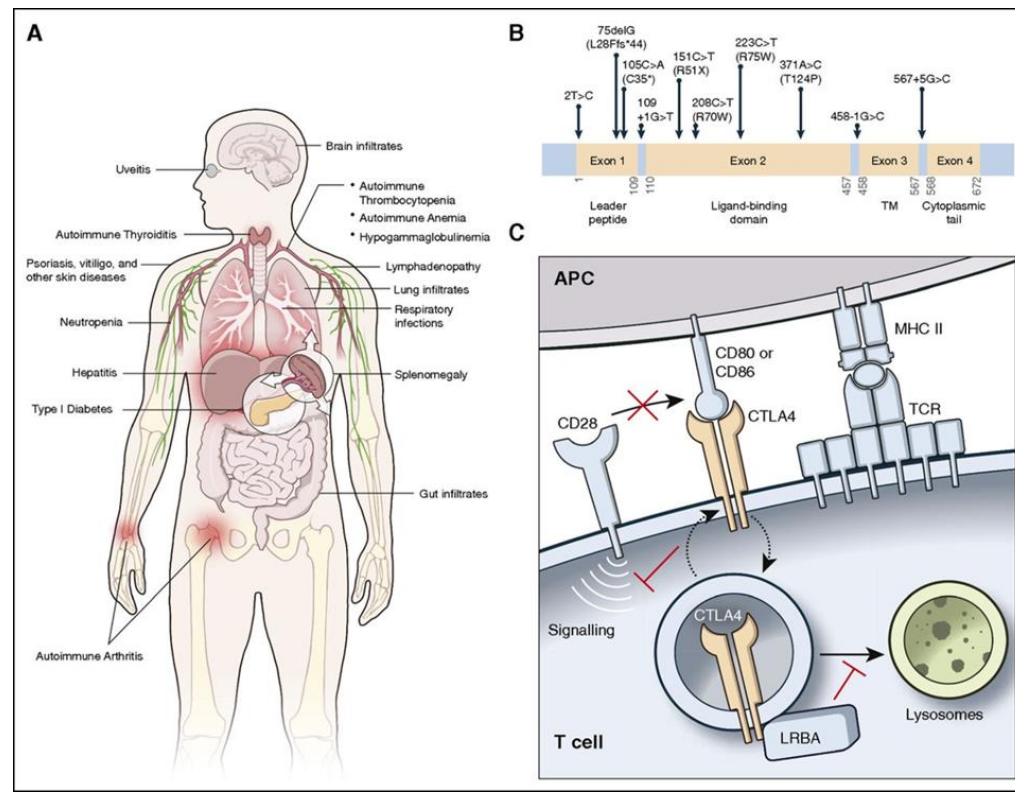 A
Brain infiltrates
Uveitis
• Autoimmune
Thrombocytopenia
• Autoimmune Anemia
• Hypogammaglobulinemia
Autoimmune Thyroiditis
Psoriasis, vitiligo, and
other skin diseases
Lymphadenopathy
Lung infiltrates
Respiratory
infections
Neutropenia
Hepatitis
Splenomegaly
Type I Diabetes
Gut infiltrates
Autoimmune Arthritis
B
75delG
(L28Ffs*44)
105C>A
(C35*)
2T>C
109
+1G>T
151C>T
(R51X)
208C>T
(R70W)
223C>T
(R75W)
371A>C
(T124P)
458-1G>C
567+5G>C
Exon 1
Exon 2
Exon 3
Exon 4
1
109
110
457
458
567
568
672
Leader
peptide
Ligand-binding
domain
TM
Cytoplasmic
tail
C
APC
MHC II
CD80 or
CD86
CD28
CTLA4
TCR
Signalling
CTLA4
LRBA
Lysosomes
T cell